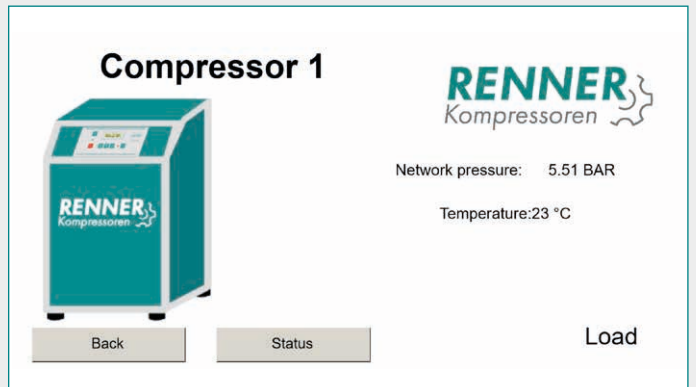 Compressor 1
RENNER
Kompressoren
Network pressure: 5.51 BAR
Temperature:23 °C
RENNER
Kompressoren
Back
Status
Load